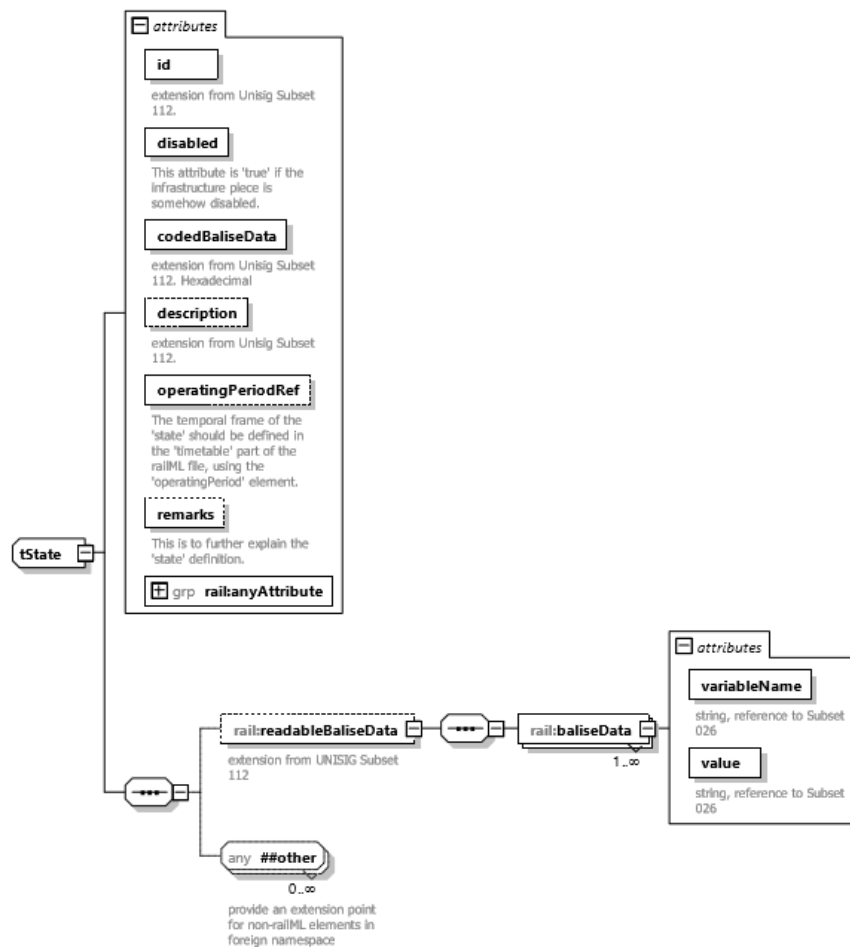 attributes
id
extension from Unisig Subset
112.
disabled
This attribute is 'true' if the
infrastructure piece is
somehow disabled.
codedBaliseData
extension from Unisig Subset
112. Hexadecimal
description
extension from Unisig Subset
112.
operatingPeriodRef
The temporal frame of the
'state' should be defined in
the 'timetable' part of the
railML file, using the
'operatingPeriod' element.
remarks
This is to further explain the
'state' definition.
grp rail:anyAttribute
tState
rail:readableBaliseData
extension from UNISIG Subset
112
rail:baliseData
1..∞
attributes
variableName
string, reference to Subset
026
value
string, reference to Subset
026
any ##other
0..∞
provide an extension point
for non-railML elements in
foreign namespace